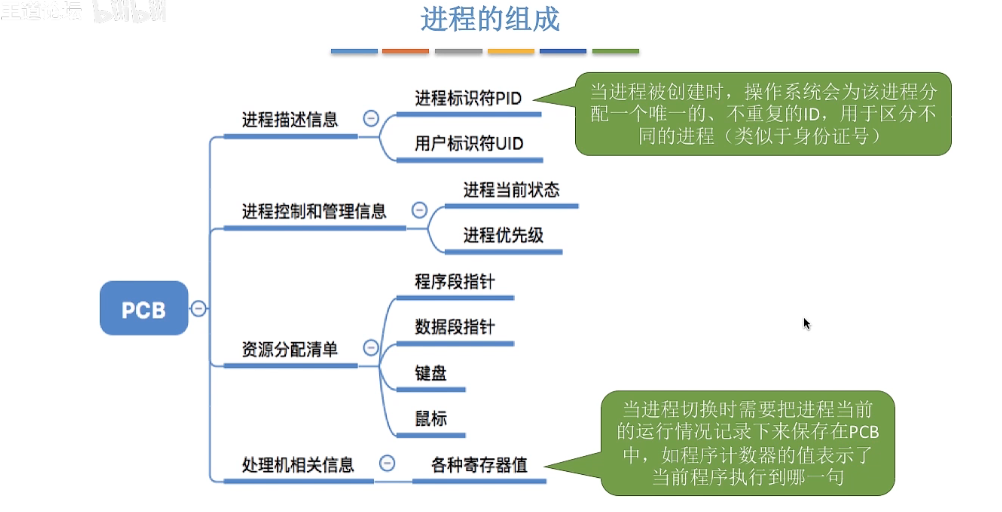 进程的组成
进程描述信息
进程标识符PID
用户标识符UID
当进程被创建时，操作系统会为该进程分
配一个唯一的、不重复的ID，用于区分不
同的进程（类似于身份证号）
进程控制和管理信息
进程当前状态
进程优先级
PCB
资源分配清单
程序段指针
数据段指针
键盘
鼠标
处理机相关信息
各种寄存器值
当进程切换时需要把进程当前
的运行情况记录下来保存在PCB
中，如程序计数器的值表示了
当前程序执行到哪一句